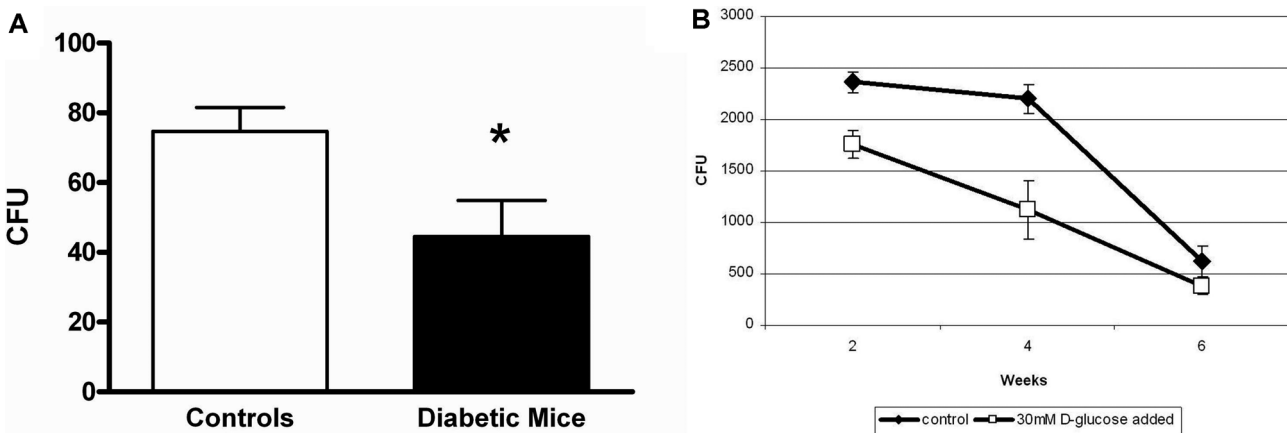 A
100
80
60
40
20
0
CFU
*
Controls Diabetic Mice
B
3000
2500
2000
1500
1000
500
0
CFU
2 4 6
Weeks
control 30mM D-glucose added